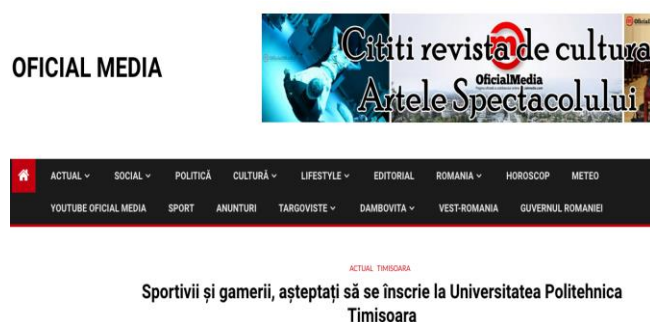 OFICIAL MEDIA
Cititi revista de cultura
OficialMedia
Artele Spectacolului
ACTUAL SOCIAL POLITICĂ CULTURĂ LIFESTYLE EDITORIAL ROMANIA HOROSCOP METEO
YOUTUBE OFICIAL MEDIA SPORT ANUNTURI TARGOVISTE DAMBOVITA VEST-ROMANIA GUVERNUL ROMANIEI
ACTUAL TIMISOARA
Sportivii și gamerii, așteptați să se înscrie la Universitatea Politehnica
Timisoara